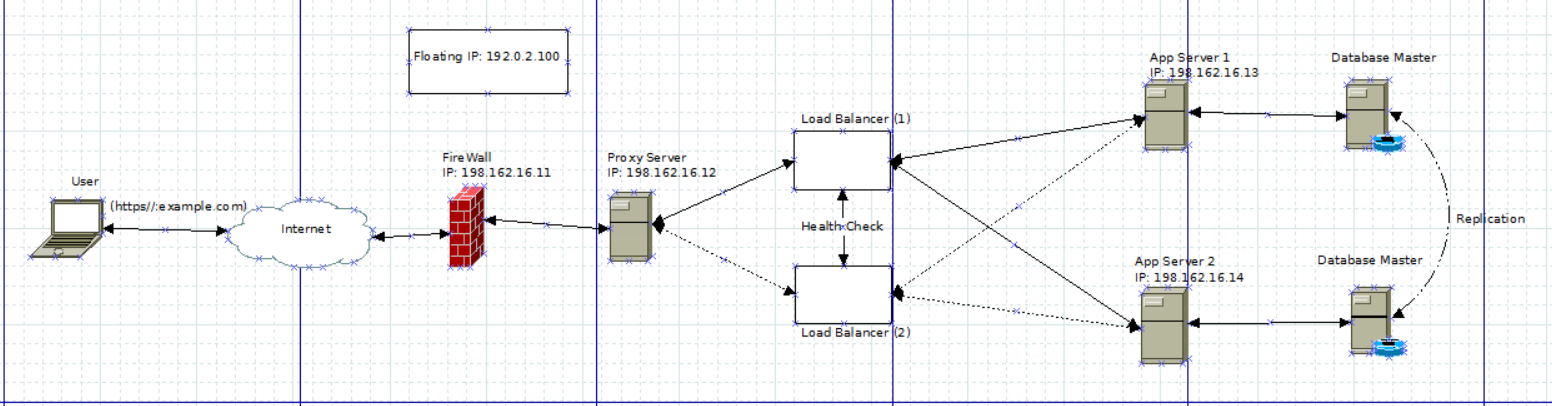 Floating IP: 192.0.2.100
User
(https//:example.com)
Internet
FireWall
IP: 198.162.16.11
Proxy Server
IP: 198.162.16.12
Load Balancer (1)
Health Check
Load Balancer (2)
App Server 1
IP: 198.162.16.13
Database Master
App Server 2
IP: 198.162.16.14
Database Master
Replication